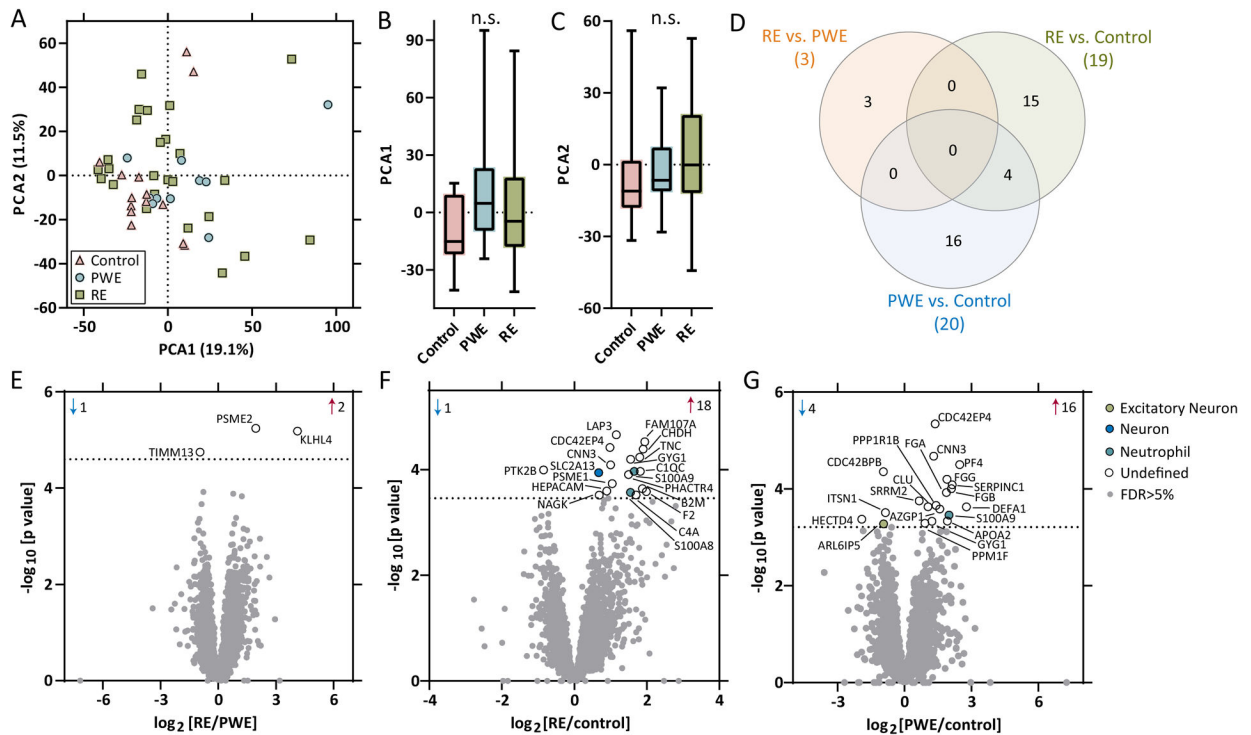 A
60
40
20
0
-20
-40
-60
PCA2 (11.5%)
Control
PWE
RE
-50
0
50
100
PCA1 (19.1%)
B
n.s.
90
60
30
0
-30
PCA1
Control
PWE
RE
C
n.s.
60
30
0
-30
-60
PCA2
Control
PWE
RE
D
RE vs. PWE
(3)
RE vs. Control
(19)
3
0
15
0
0
4
16
PWE vs. Control
(20)
E
6
4
2
0
-log10 [p value]
↓1
↑2
PSME2
KLHL4
TIMM13
-6
-3
0
3
6
log2 [RE/PWE]
F
4
2
0
-log10 [p value]
↓1
↑18
LAP3
FAM107A
CDC42EP4
CHDH
CNN3
TNC
SLC2A13
GYG1
PTK2B
C1QC
PSME1
S100A9
HEPACAM
PHACTR4
NAGK
B2M
F2
C4A
S100A8
-4
-2
0
2
4
log2 [RE/control]
G
6
4
2
0
-log10 [p value]
↓4
↑16
CDC42EP4
PPP1R1B
FGA
CNN3
CDC42BPB
PF4
CLU
FGG
ITSN1
SRRM2
SERPINC1
FGB
DEFA1
HECTD4
AZGP1
S100A9
APOA2
ARL6IP5
GYG1
PPM1F
-6
-3
0
3
6
log2 [PWE/control]
Excitatory Neuron
Neuron
Neutrophil
Undefined
FDR>5%